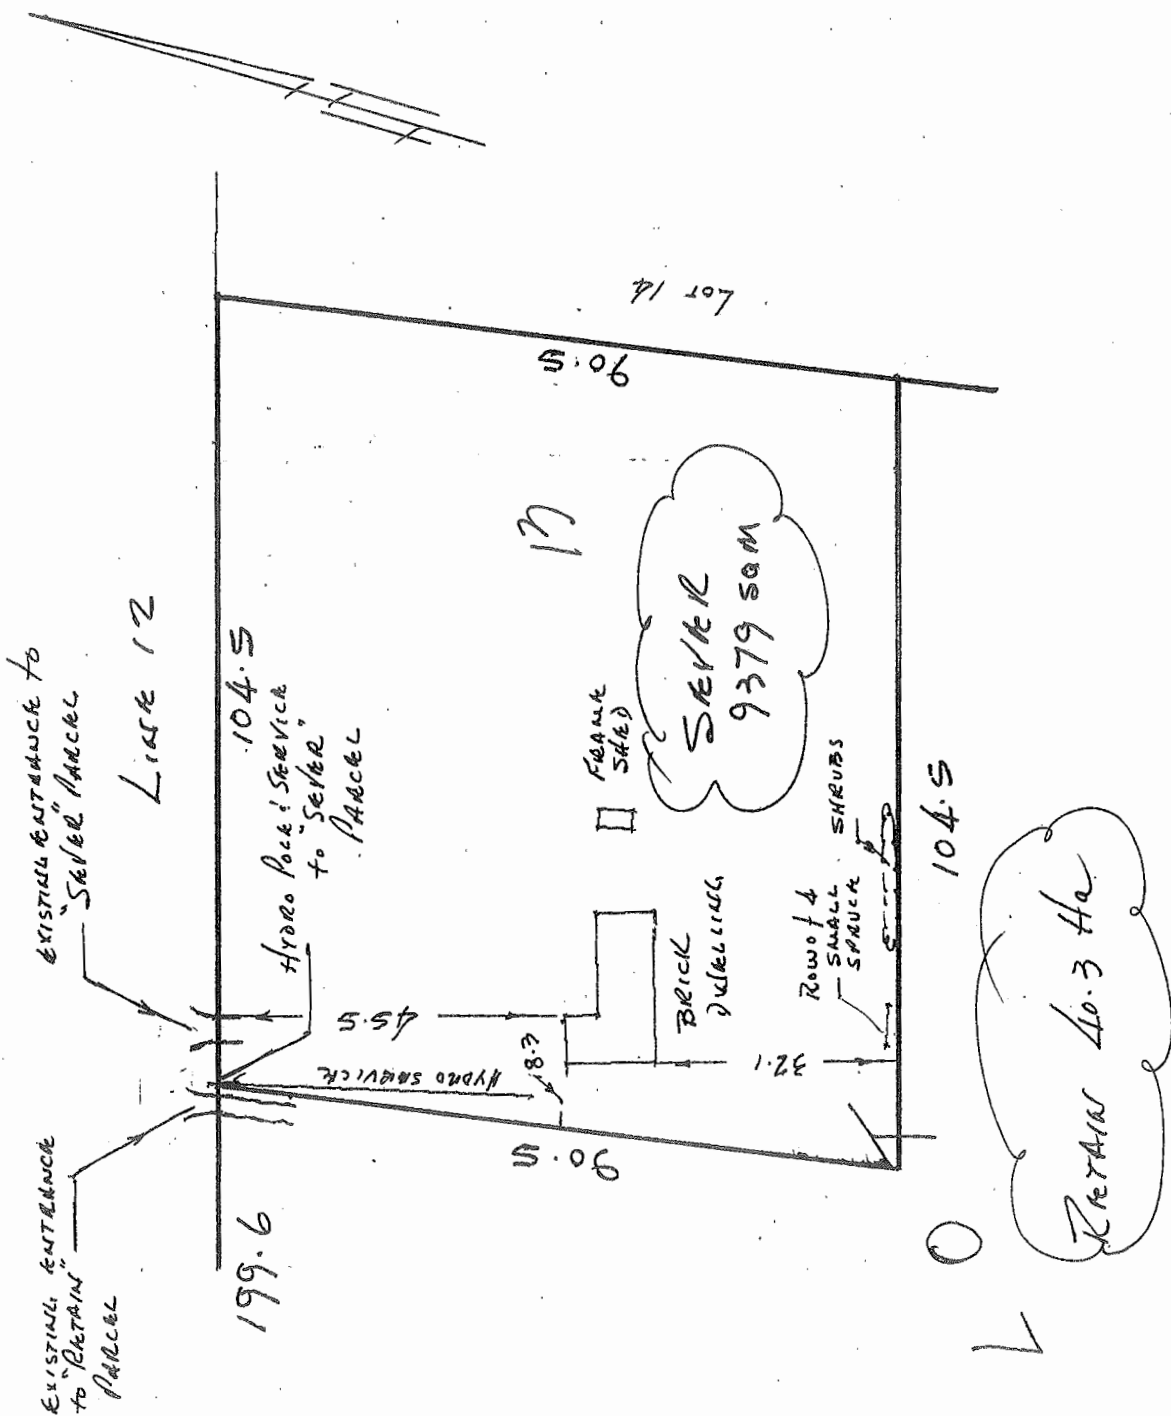 EXISTING ENTRANCE
to "RETAIN"
PARCEL
EXISTING ENTRANCE to
"SEVER" PARCEL
LINE 12
199.6
104.5
HYDRO POLE & SERVICE
to "SEVER"
PARCEL
HYDRO SERVICE
45.5
18.3
90.5
90.5
LOT 14
13
FRAME
SHED
BRICK
DWELLING
SEVER
9379 SQ M
32.1
ROW OF 4
SMALL
SPRUCE
SHRUBS
104.5
L O
RETAIN 40.3 Ha